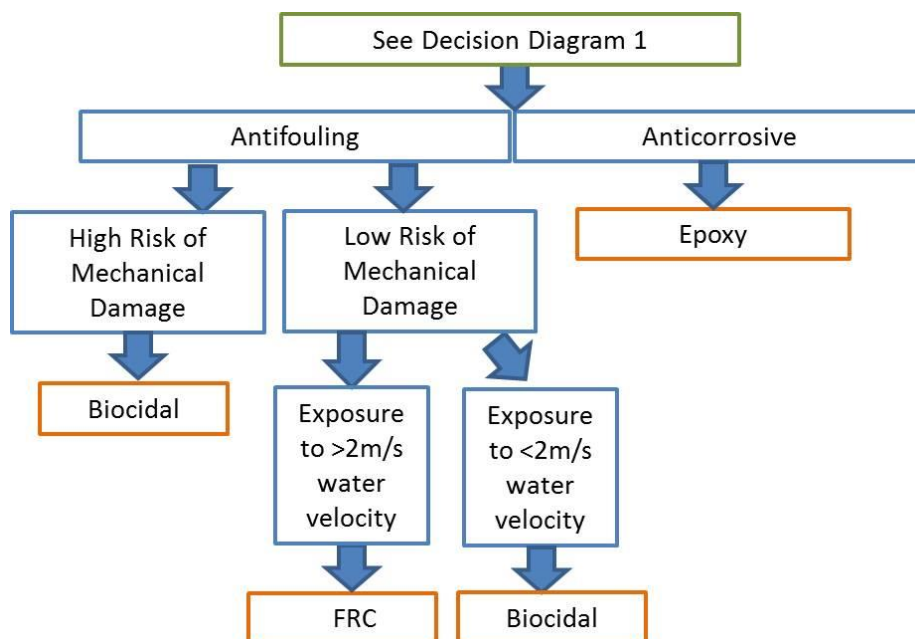 See Decision Diagram 1
Antifouling
Anticorrosive
High Risk of
Mechanical
Damage
Low Risk of
Mechanical
Damage
Epoxy
Biocidal
Exposure
to >2m/s
water
velocity
Exposure
to <2m/s
water
velocity
FRC
Biocidal